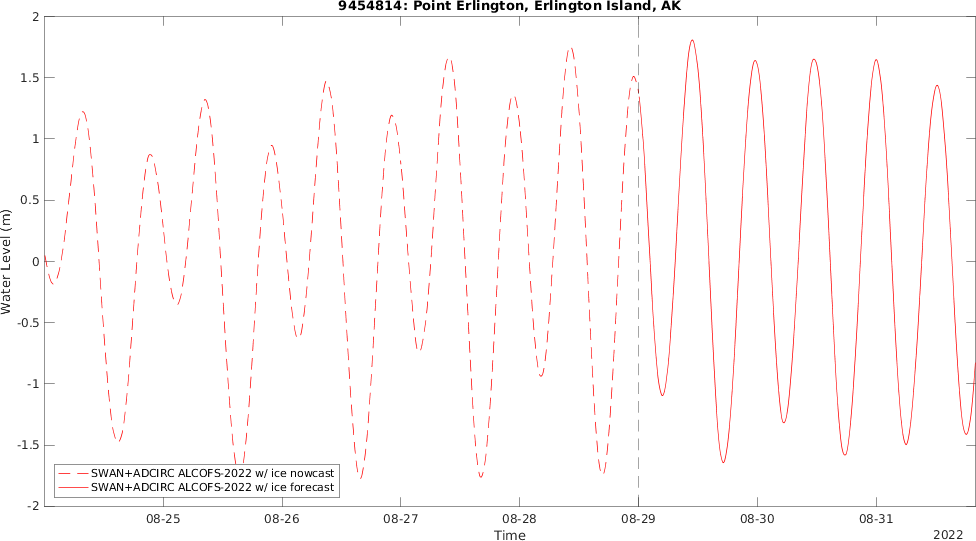 9454814: Point Erlington, Erlington Island, AK
2
1.5
1
0.5
0
-0.5
-1
-1.5
-2
Water Level (m)
SWAN+ADCIRC ALCOFS-2022 w/ ice nowcast
SWAN+ADCIRC ALCOFS-2022 w/ ice forecast
08-25 08-26 08-27 08-28 08-29 08-30 08-31
Time
2022